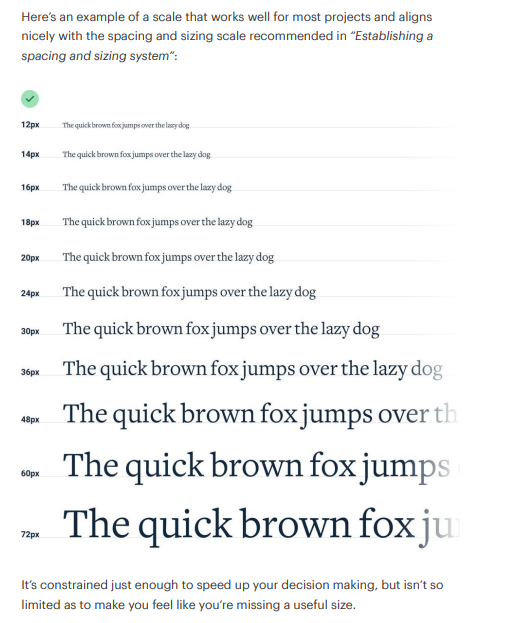 Here’s an example of a scale that works well for most projects and aligns
nicely with the spacing and sizing scale recommended in “Establishing a
spacing and sizing system”:
12px The quick brown fox jumps over the lazy dog
14px The quick brown fox jumps over the lazy dog
16px The quick brown fox jumps over the lazy dog
18px The quick brown fox jumps over the lazy dog
20px The quick brown fox jumps over the lazy dog
24px The quick brown fox jumps over the lazy dog
30px The quick brown fox jumps over the lazy dog
36px The quick brown fox jumps over the lazy dog
48px The quick brown fox jumps over th
60px The quick brown fox jumps
72px The quick brown fox ju
It’s constrained just enough to speed up your decision making, but isn’t so
limited as to make you feel like you’re missing a useful size.